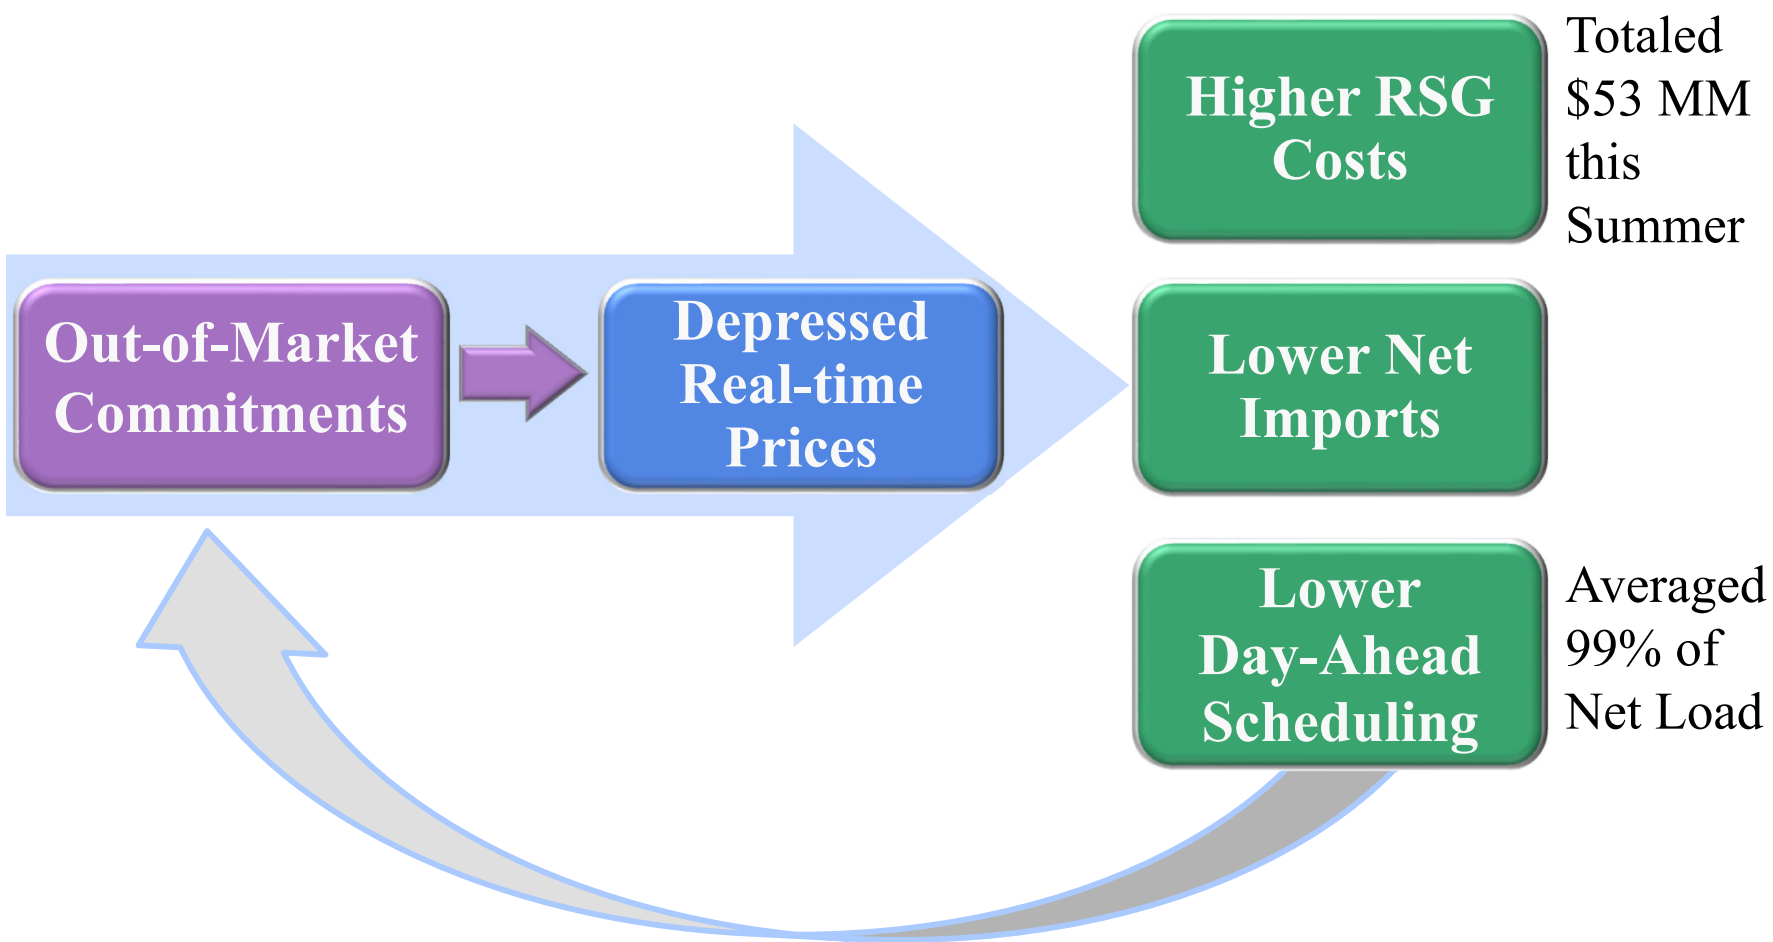 Out-of-Market
Commitments
Depressed
Real-time
Prices
Higher RSG
Costs
Totaled
$53 MM
this
Summer
Lower Net
Imports
Lower
Day-Ahead
Scheduling
Averaged
99% of
Net Load